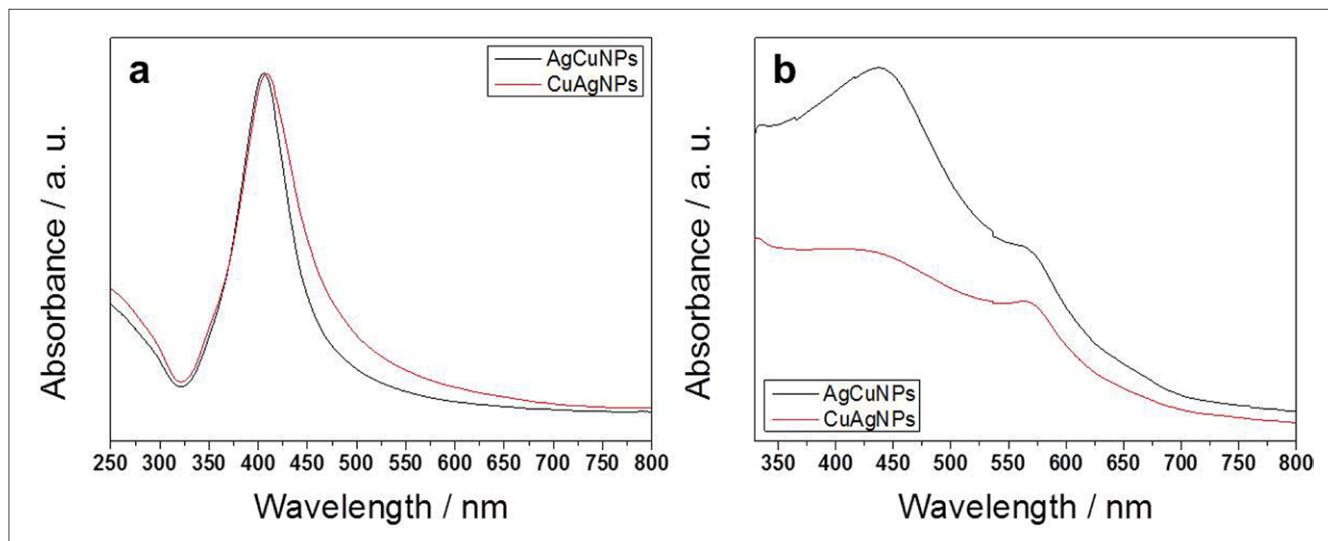 a
AgCuNPs
CuAgNPs
Absorbance / a. u.
250 300 350 400 450 500 550 600 650 700 750 800
Wavelength / nm
b
AgCuNPs
CuAgNPs
Absorbance / a. u.
350 400 450 500 550 600 650 700 750 800
Wavelength / nm